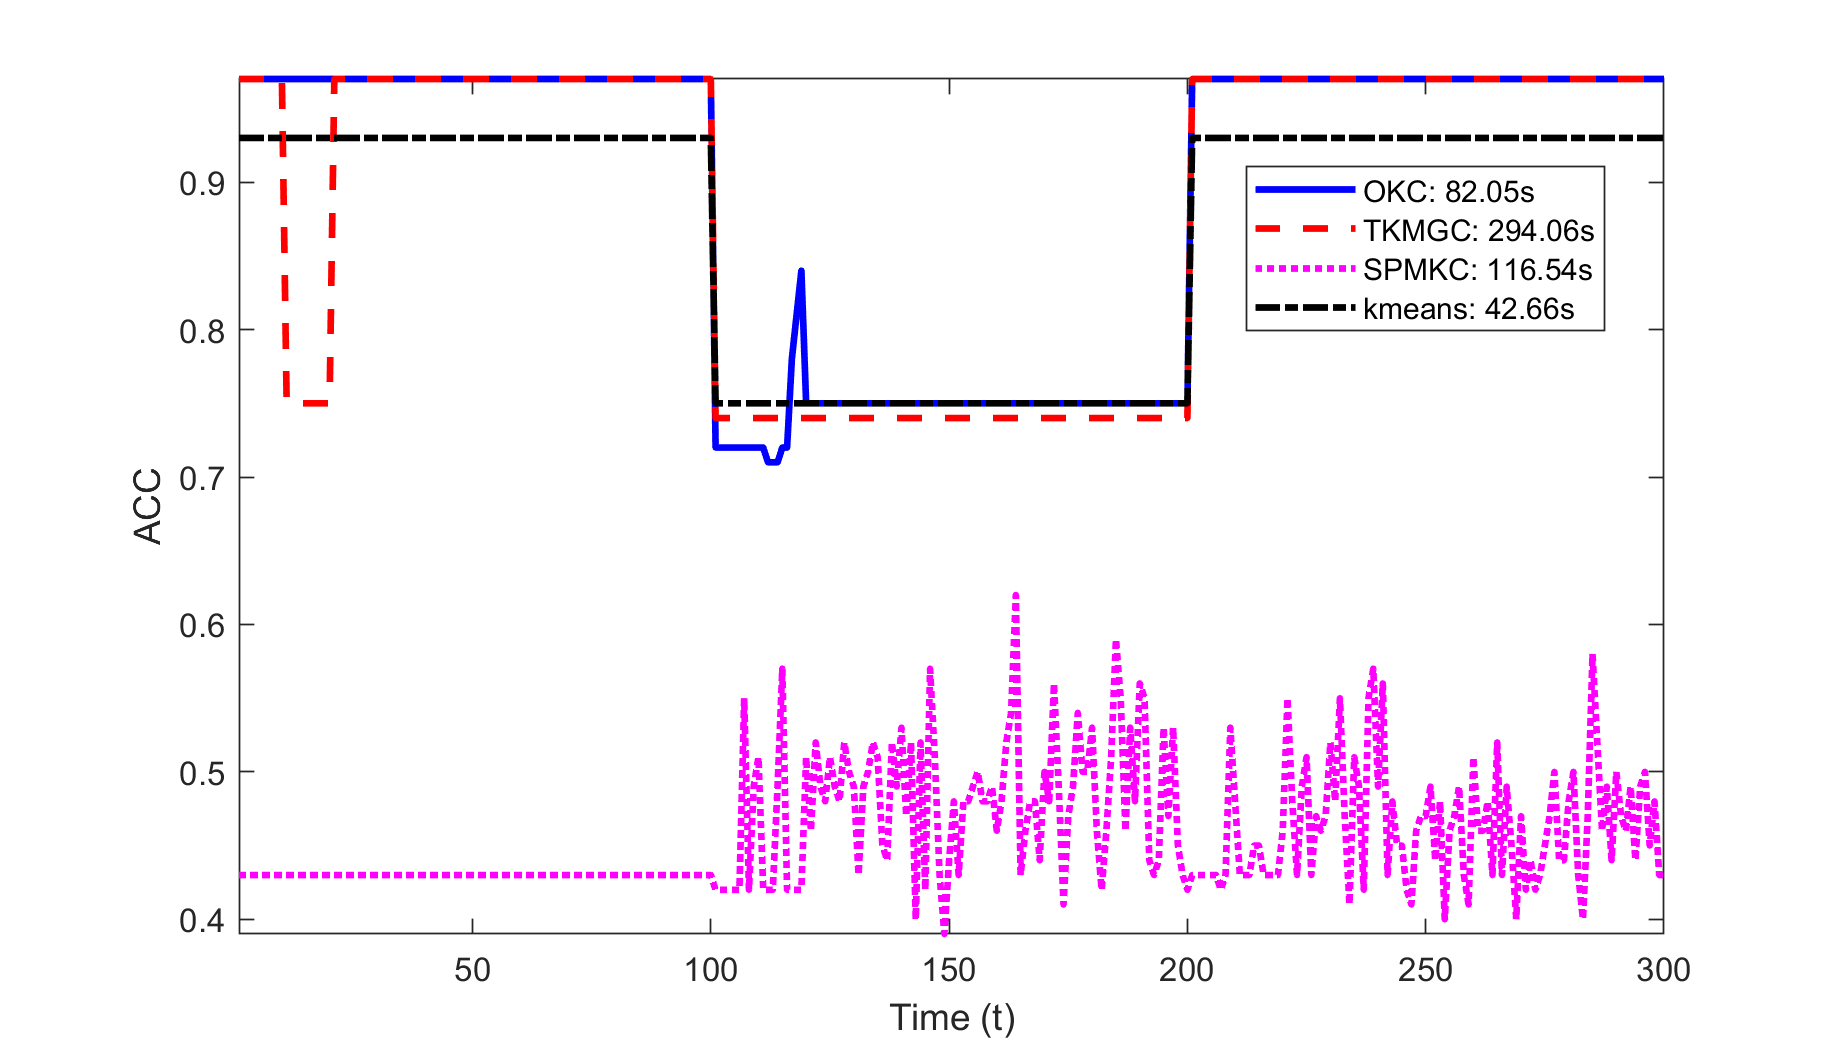 ACC
0.9
0.8
0.7
0.6
0.5
0.4
50 100 150 200 250 300
Time (t)
OKC: 82.05s
TKMGC: 294.06s
SPMKC: 116.54s
kmeans: 42.66s